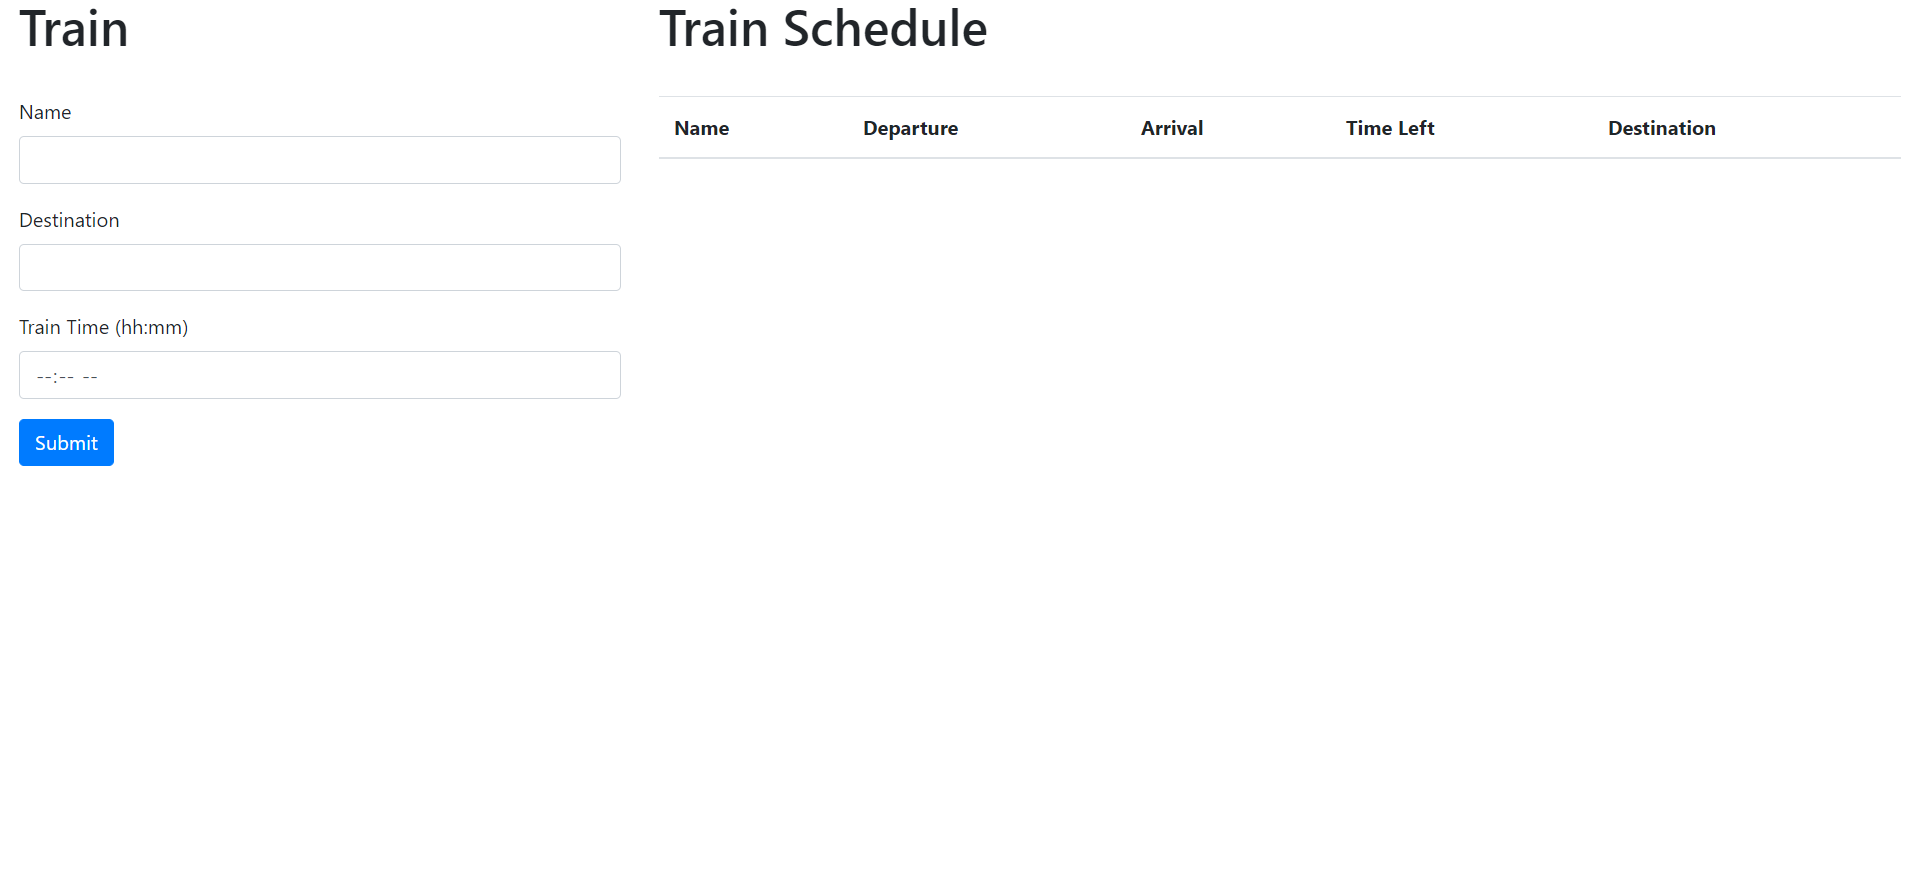 Train
Name
Destination
Train Time (hh:mm)
--:-- --
Submit
Train Schedule
Name Departure Arrival Time Left Destination